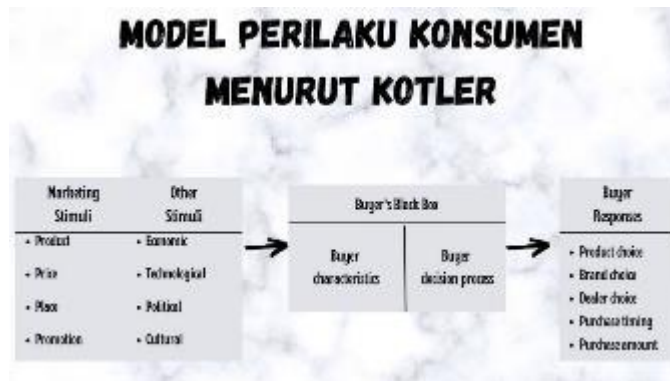 MODEL PERILAKU KONSUMEN
MENURUT KOTLER
Marketing
Stimuli
• Product
• Price
• Place
• Promotion
Other
Stimuli
• Economic
• Technological
• Political
• Cultural
Buyer's Black Box
Buyer
characteristics
Buyer
decision process
Buyer
Responses
• Product choice
• Brand choice
• Dealer choice
• Purchase timing
• Purchase amount